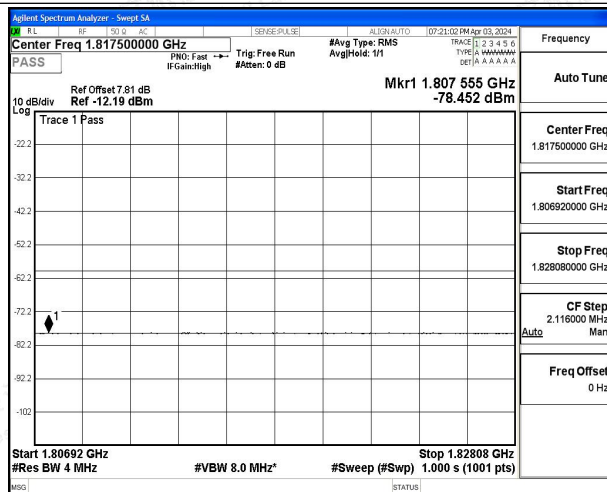 Agilent Spectrum Analyzer - Swept SA
RL RF 50 Ω AC SENSE:PULSE ALIGN AUTO 07:21:02 PM Apr 03, 2024
Center Freq 1.817500000 GHz
PASS
PNO: Fast
IFGain:High
Trig: Free Run
#Atten: 0 dB
#Avg Type: RMS
Avg|Hold: 1/1
TRACE 1 2 3 4 5 6
TYPE A WWWWW
DET A A A A A A
Ref Offset 7.81 dB
10 dB/div Ref -12.19 dBm
Log
Mkr1 1.807 555 GHz
-78.452 dBm
Trace 1 Pass
-22.2
-32.2
-42.2
-52.2
-62.2
-72.2
1
-82.2
-92.2
-102
Start 1.80692 GHz Stop 1.82808 GHz
#Res BW 4 MHz #VBW 8.0 MHz* #Sweep (#Swp) 1.000 s (1001 pts)
MSG STATUS
Frequency
Auto Tune
Center Freq
1.817500000 GHz
Start Freq
1.806920000 GHz
Stop Freq
1.828080000 GHz
CF Step
2.116000 MHz
Auto Man
Freq Offset
0 Hz